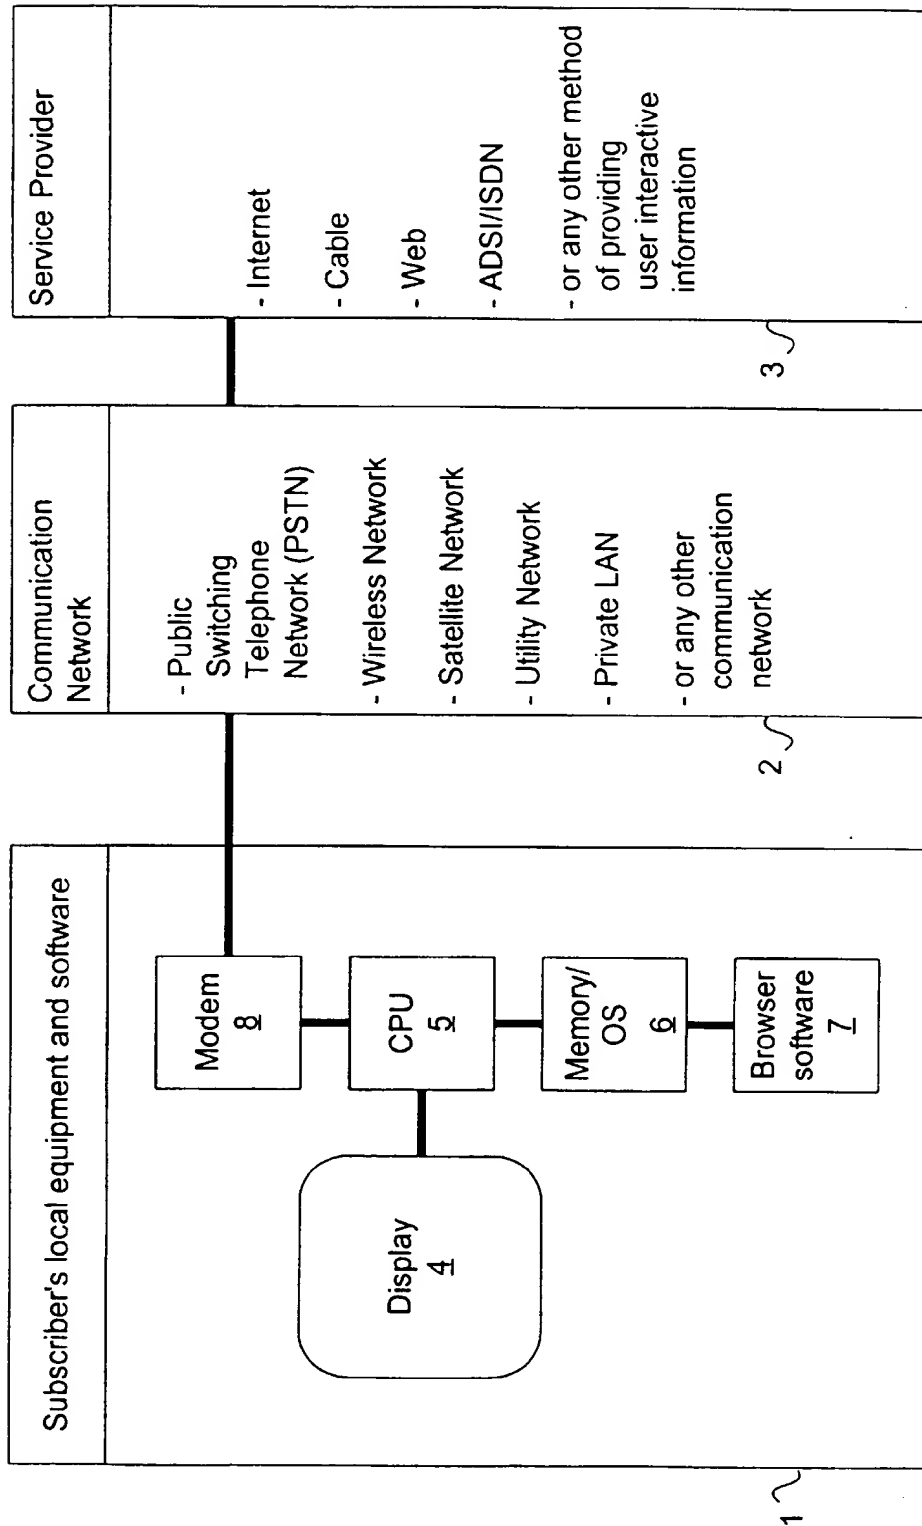 Subscriber's local equipment and software
Display
4
Modem
8
CPU
5
Memory/
OS
6
Browser
software
7
1
Communication
Network
- Public
Switching
Telephone
Network (PSTN)
- Wireless Network
- Satellite Network
- Utility Network
- Private LAN
- or any other
communication
network
2
Service Provider
- Internet
- Cable
- Web
- ADSI/ISDN
- or any other method
of providing
user interactive
information
3